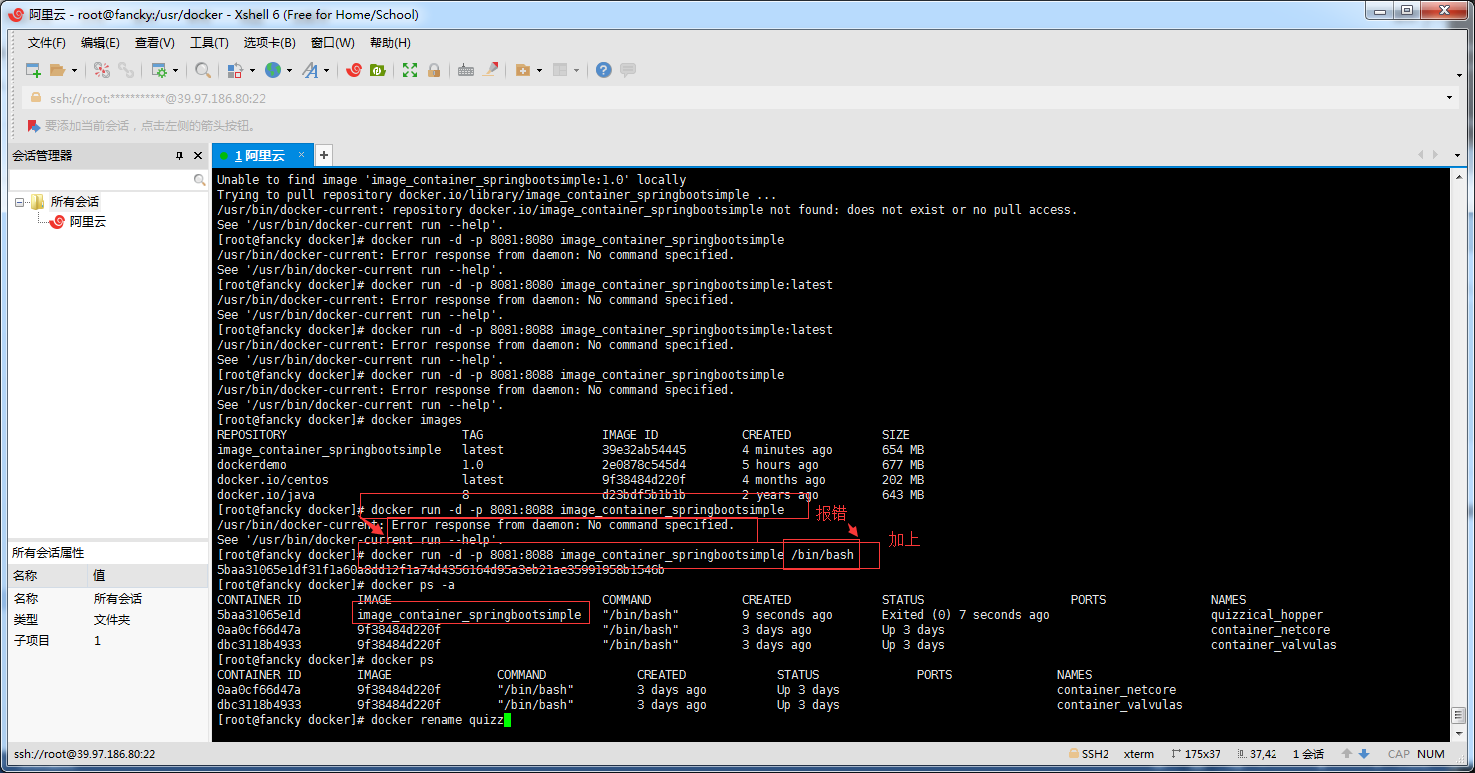 阿里云 - root@fancky:/usr/docker - Xshell 6 (Free for Home/School)
文件(F) 编辑(E) 查看(V) 工具(T) 选项卡(B) 窗口(W) 帮助(H)
ssh://root:***********@39.97.186.80:22
要添加当前会话，点击左侧的箭头按钮。
会话管理器
1 阿里云
所有会话
阿里云
Unable to find image 'image_container_springbootsimple:1.0' locally
Trying to pull repository docker.io/library/image_container_springbootsimple ...
/usr/bin/docker-current: repository docker.io/image_container_springbootsimple not found: does not exist or no pull access.
See '/usr/bin/docker-current run --help'.
[root@fancky docker]# docker run -d -p 8081:8080 image_container_springbootsimple
/usr/bin/docker-current: Error response from daemon: No command specified.
See '/usr/bin/docker-current run --help'.
[root@fancky docker]# docker run -d -p 8081:8080 image_container_springbootsimple:latest
/usr/bin/docker-current: Error response from daemon: No command specified.
See '/usr/bin/docker-current run --help'.
[root@fancky docker]# docker run -d -p 8081:8088 image_container_springbootsimple:latest
/usr/bin/docker-current: Error response from daemon: No command specified.
See '/usr/bin/docker-current run --help'.
[root@fancky docker]# docker run -d -p 8081:8088 image_container_springbootsimple
/usr/bin/docker-current: Error response from daemon: No command specified.
See '/usr/bin/docker-current run --help'.
[root@fancky docker]# docker images
REPOSITORY TAG IMAGE ID CREATED SIZE
image_container_springbootsimple latest 39e32ab54445 4 minutes ago 654 MB
dockerdemo 1.0 2e0878c545d4 5 hours ago 677 MB
docker.io/centos latest 9f38484d220f 4 months ago 202 MB
docker.io/java 8 d23bdf5b1b1b 2 years ago 643 MB
[root@fancky docker]# docker run -d -p 8081:8088 image_container_springbootsimple
报错
/usr/bin/docker-current: Error response from daemon: No command specified.
See '/usr/bin/docker-current run --help'.
加上
[root@fancky docker]# docker run -d -p 8081:8088 image_container_springbootsimple /bin/bash
5baa31065e1df31f1a60a8dd12f1a74d4356164d95a3eb21ae35991958b1546b
[root@fancky docker]# docker ps -a
CONTAINER ID IMAGE COMMAND CREATED STATUS PORTS NAMES
5baa31065e1d image_container_springbootsimple "/bin/bash" 9 seconds ago Exited (0) 7 seconds ago quizzical_hopper
0aa0cf66d47a 9f38484d220f "/bin/bash" 3 days ago Up 3 days container_netcore
dbc3118b4933 9f38484d220f "/bin/bash" 3 days ago Up 3 days container_valvulas
[root@fancky docker]# docker ps
CONTAINER ID IMAGE COMMAND CREATED STATUS PORTS NAMES
0aa0cf66d47a 9f38484d220f "/bin/bash" 3 days ago Up 3 days container_netcore
dbc3118b4933 9f38484d220f "/bin/bash" 3 days ago Up 3 days container_valvulas
[root@fancky docker]# docker rename quizz
所有会话属性
名称 值
名称 所有会话
类型 文件夹
子项目 1
ssh://root@39.97.186.80:22 SSH2 xterm 175x37 37,42 1 会话 CAP NUM